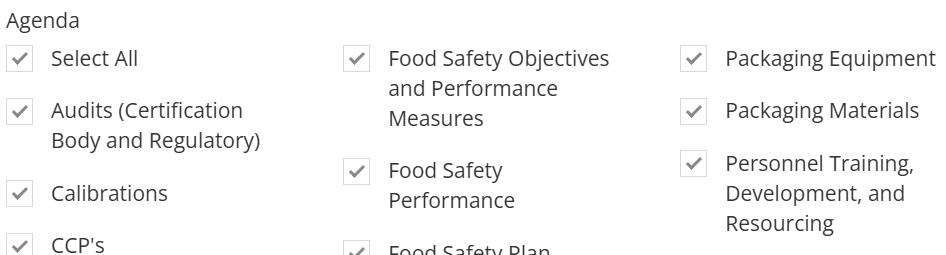 Agenda
Select All
Audits (Certification
Body and Regulatory)
Calibrations
CCP's
Food Safety Objectives
and Performance
Measures
Food Safety
Performance
Food Safety Plan
Packaging Equipment
Packaging Materials
Personnel Training,
Development, and
Resourcing